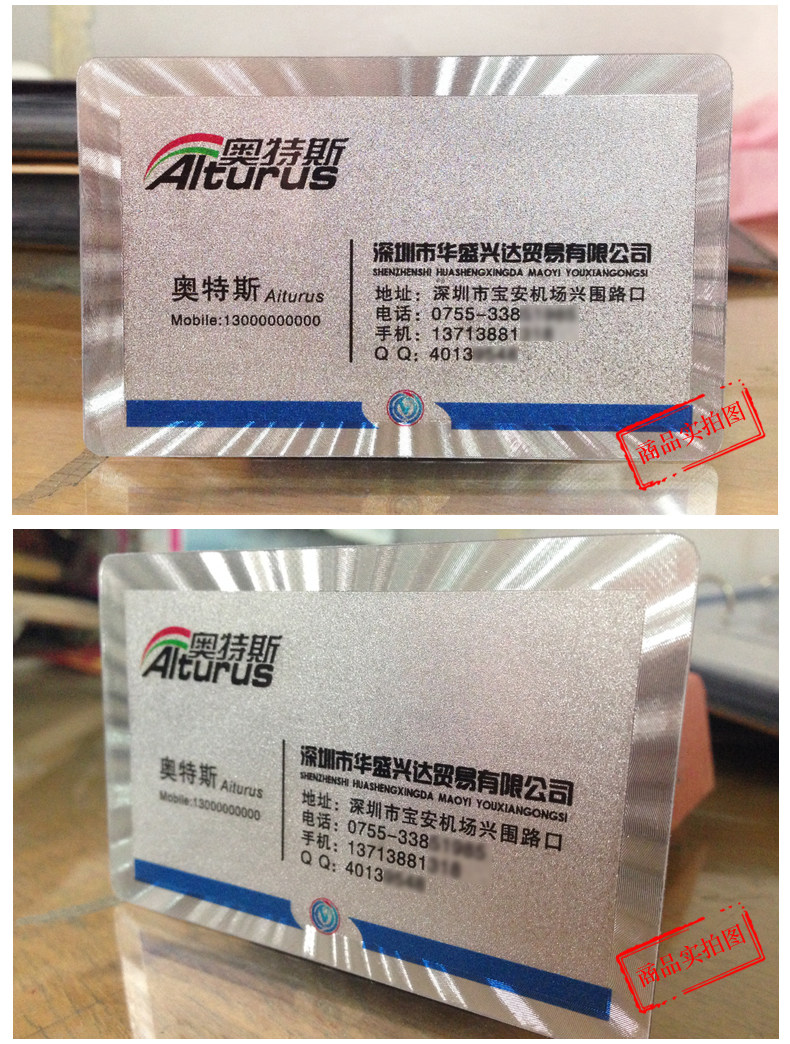 奥特斯
Aiturus
奥特斯 Aiturus
Mobile:13000000000
深圳市华盛兴达贸易有限公司
SHENZHENSHI HUASHENGXINGDA MAOYI YOUXIANGONGSI
地址：深圳市宝安机场兴围路口
电话：0755-338
手机：13713881
Q Q：4013
商品实拍图
奥特斯
Aiturus
奥特斯 Aiturus
Mobile:13000000000
深圳市华盛兴达贸易有限公司
SHENZHENSHI HUASHENGXINGDA MAOYI YOUXIANGONGSI
地址：深圳市宝安机场兴围路口
电话：0755-338
手机：13713881
Q Q：4013
商品实拍图